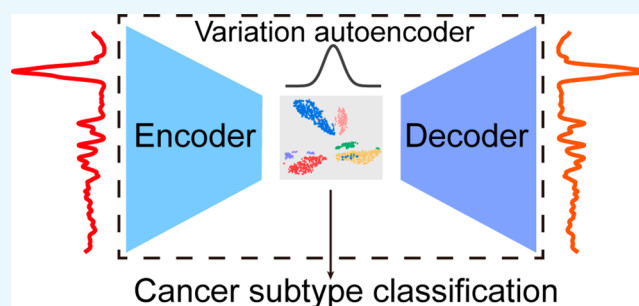 Variation autoencoder
Encoder
Decoder
Cancer subtype classification